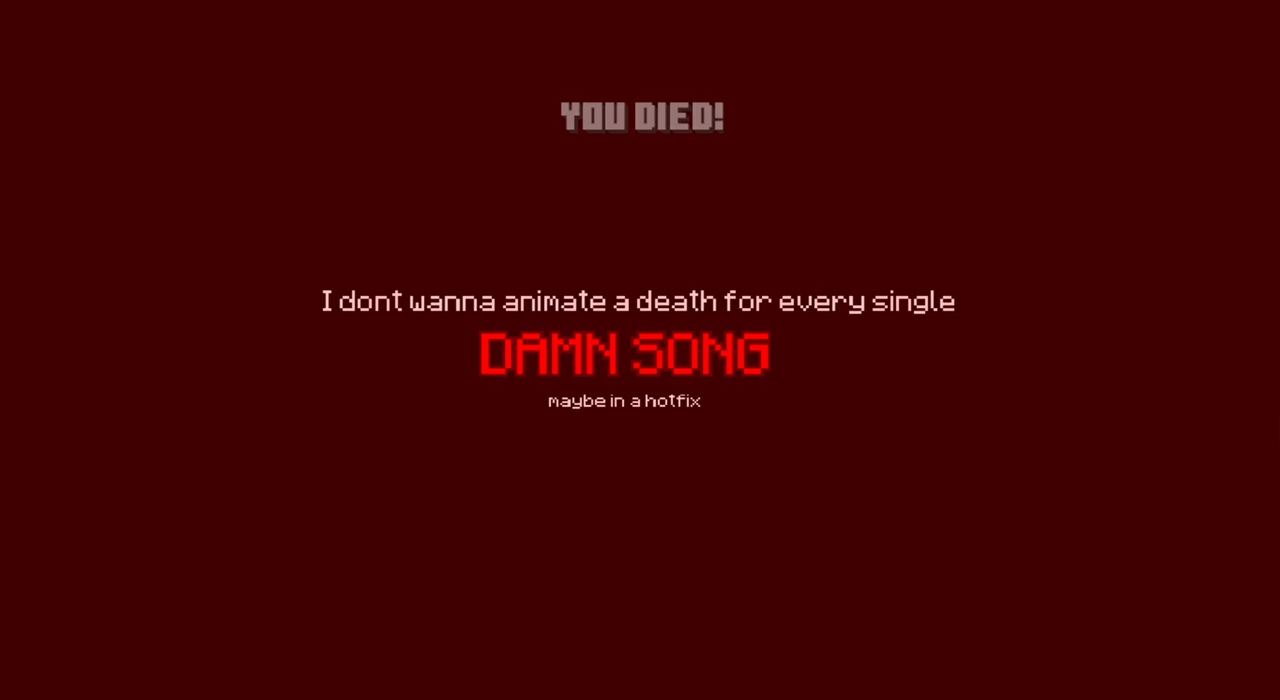 YOU DIED!
I dont wanna animate a death for every single
DAMN SONG
maybe in a hotfix